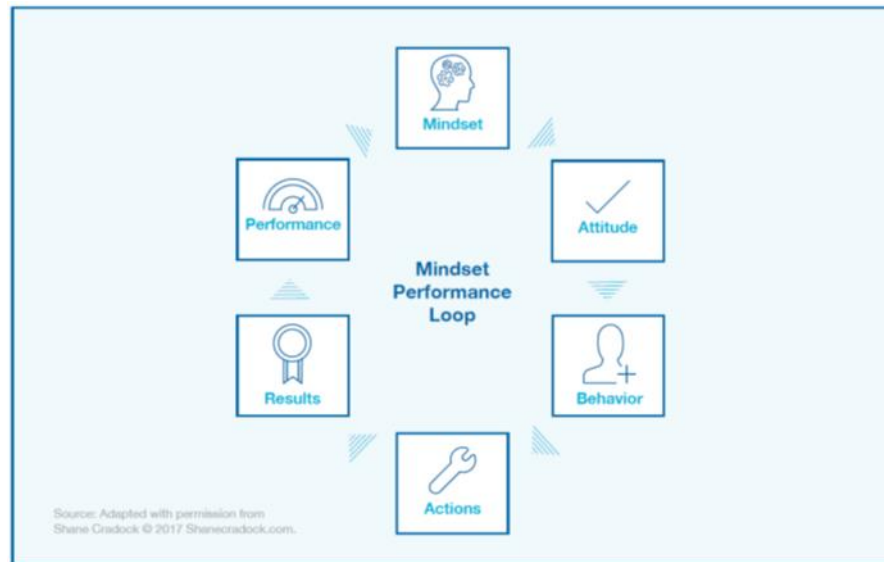 Mindset
Performance
Attitude
Mindset
Performance
Loop
Results
Behavior
Actions
Source: Adapted with permission from
Shane Cradock © 2017 Shanecradock.com.